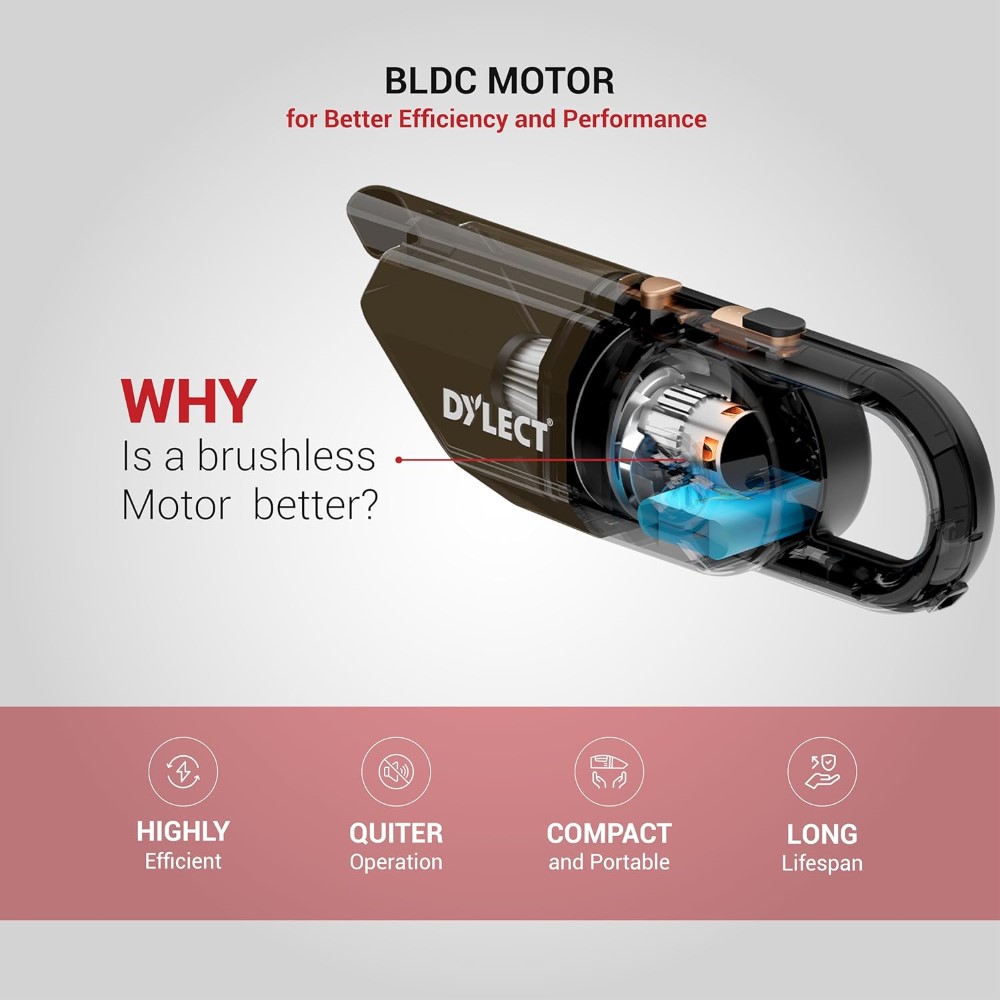 BLDC MOTOR
for Better Efficiency and Performance
DYLECT®
WHY
Is a brushless
Motor better?
HIGHLY
Efficient
QUITER
Operation
COMPACT
and Portable
LONG
Lifespan